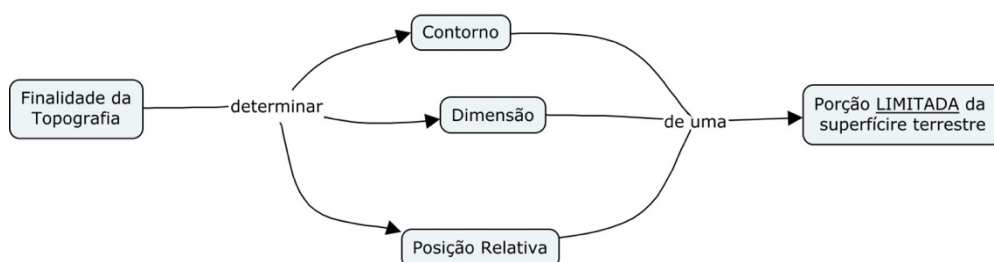 Contorno
Finalidade da
Topografia
determinar
Dimensão
de uma
Porção LIMITADA da
superfícire terrestre
Posição Relativa